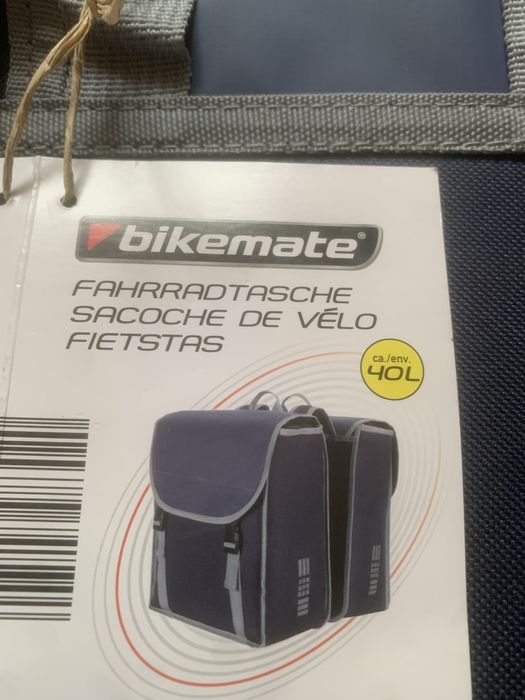 bikemate®
FAHRRADTASCHE
SACOCHE DE VÉLO
FIETSTAS
ca./env.
40L